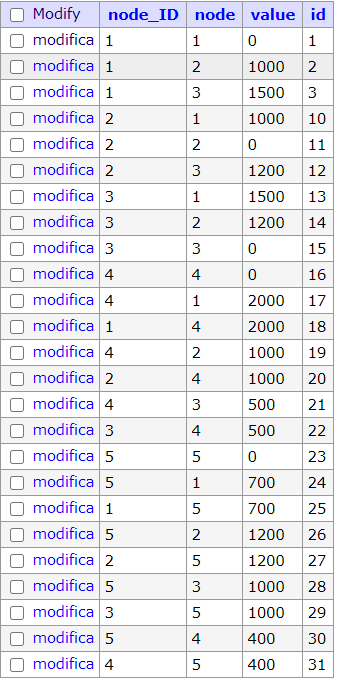 Modify node_ID node value id
modifica 1 1 0 1
modifica 1 2 1000 2
modifica 1 3 1500 3
modifica 2 1 1000 10
modifica 2 2 0 11
modifica 2 3 1200 12
modifica 3 1 1500 13
modifica 3 2 1200 14
modifica 3 3 0 15
modifica 4 4 0 16
modifica 4 1 2000 17
modifica 1 4 2000 18
modifica 4 2 1000 19
modifica 2 4 1000 20
modifica 4 3 500 21
modifica 3 4 500 22
modifica 5 5 0 23
modifica 5 1 700 24
modifica 1 5 700 25
modifica 5 2 1200 26
modifica 2 5 1200 27
modifica 5 3 1000 28
modifica 3 5 1000 29
modifica 5 4 400 30
modifica 4 5 400 31